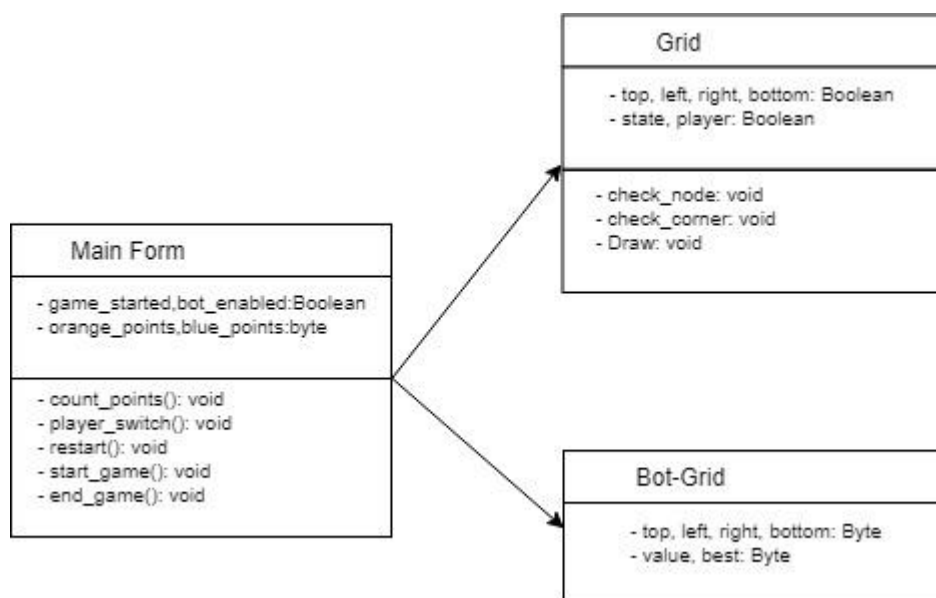 Grid
- top, left, right, bottom: Boolean
- state, player: Boolean
- check_node: void
- check_corner: void
- Draw: void
Main Form
- game_started,bot_enabled:Boolean
- orange_points,blue_points:byte
- count_points(): void
- player_switch(): void
- restart(): void
- start_game(): void
- end_game(): void
Bot-Grid
- top, left, right, bottom: Byte
- value, best: Byte